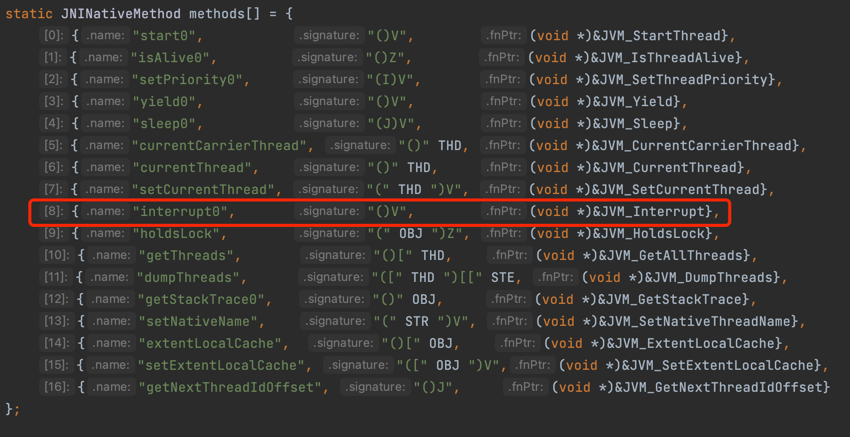 static JNINativeMethod methods[] = {
[0]: { .name: "start0", .signature: "()V", .fnPtr: (void *)&JVM_StartThread},
[1]: { .name: "isAlive0", .signature: "()Z", .fnPtr: (void *)&JVM_IsThreadAlive},
[2]: { .name: "setPriority0", .signature: "(I)V", .fnPtr: (void *)&JVM_SetThreadPriority},
[3]: { .name: "yield0", .signature: "()V", .fnPtr: (void *)&JVM_Yield},
[4]: { .name: "sleep0", .signature: "(J)V", .fnPtr: (void *)&JVM_Sleep},
[5]: { .name: "currentCarrierThread", .signature: "()" THD, .fnPtr: (void *)&JVM_CurrentCarrierThread},
[6]: { .name: "currentThread", .signature: "()" THD, .fnPtr: (void *)&JVM_CurrentThread},
[7]: { .name: "setCurrentThread", .signature: "(" THD ")V", .fnPtr: (void *)&JVM_SetCurrentThread},
[8]: { .name: "interrupt0", .signature: "()V", .fnPtr: (void *)&JVM_Interrupt},
[9]: { .name: "holdsLock", .signature: "(" OBJ ")Z", .fnPtr: (void *)&JVM_HoldsLock},
[10]: { .name: "getThreads", .signature: "()[" THD, .fnPtr: (void *)&JVM_GetAllThreads},
[11]: { .name: "dumpThreads", .signature: "([" THD ")[[" STE, .fnPtr: (void *)&JVM_DumpThreads},
[12]: { .name: "getStackTrace0", .signature: "()" OBJ, .fnPtr: (void *)&JVM_GetStackTrace},
[13]: { .name: "setNativeName", .signature: "(" STR ")V", .fnPtr: (void *)&JVM_SetNativeThreadName},
[14]: { .name: "extentLocalCache", .signature: "()[" OBJ, .fnPtr: (void *)&JVM_ExtentLocalCache},
[15]: { .name: "setExtentLocalCache", .signature: "([" OBJ ")V", .fnPtr: (void *)&JVM_SetExtentLocalCache},
[16]: { .name: "getNextThreadIdOffset", .signature: "()J", .fnPtr: (void *)&JVM_GetNextThreadIdOffset}
};